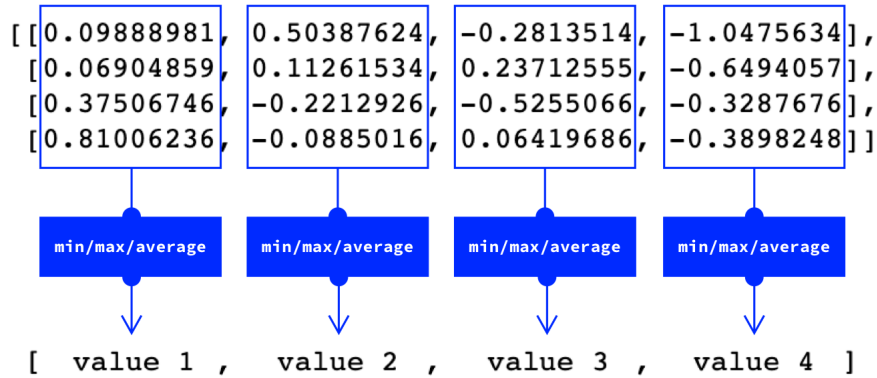 [[0.09888981, 0.50387624, -0.2813514, -1.0475634],
[0.06904859, 0.11261534, 0.23712555, -0.6494057],
[0.37506746, -0.2212926, -0.5255066, -0.3287676],
[0.81006236, -0.0885016, 0.06419686, -0.3898248]]
min/max/average min/max/average min/max/average min/max/average
[ value 1 , value 2 , value 3 , value 4 ]